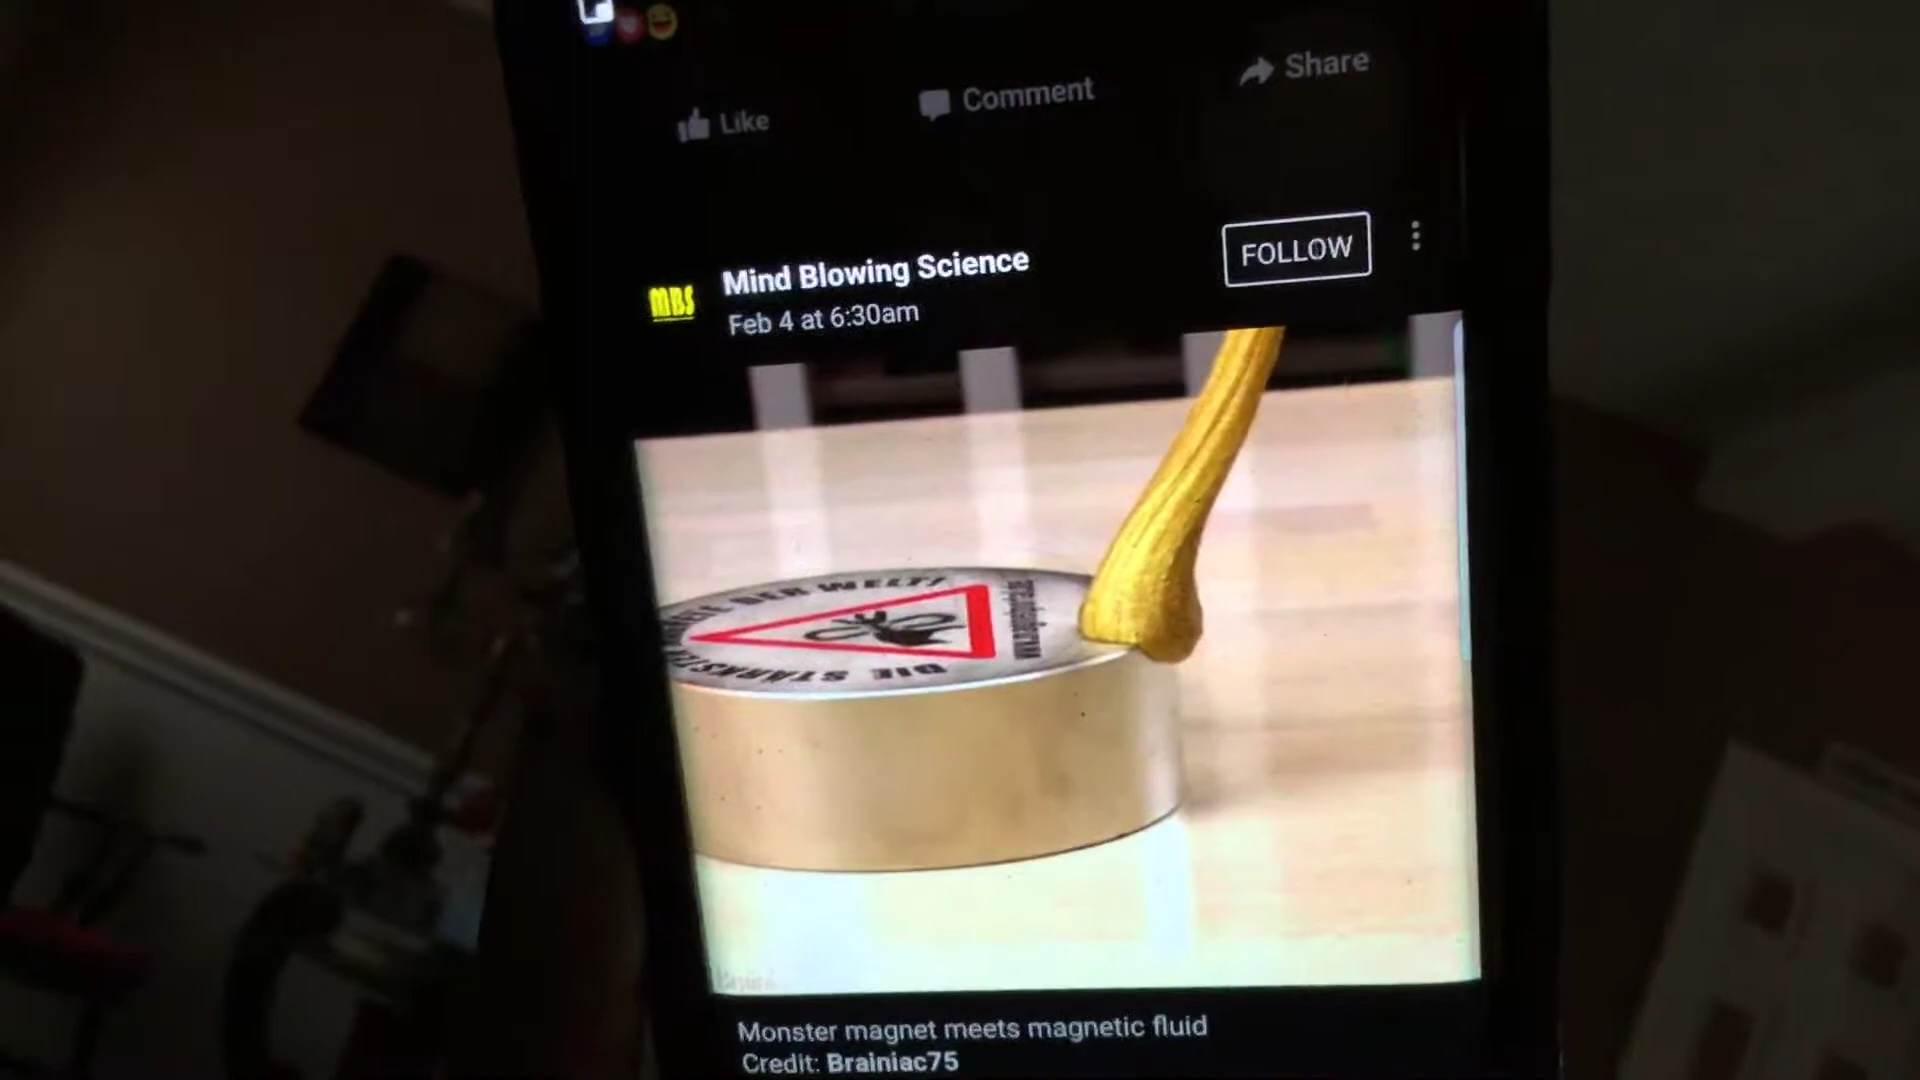 Like
Comment
Share
MBS
Mind Blowing Science
Feb 4 at 6:30am
FOLLOW
DER WELT!
DIE STÄRKSTE
Monster magnet meets magnetic fluid
Credit: Brainiac75